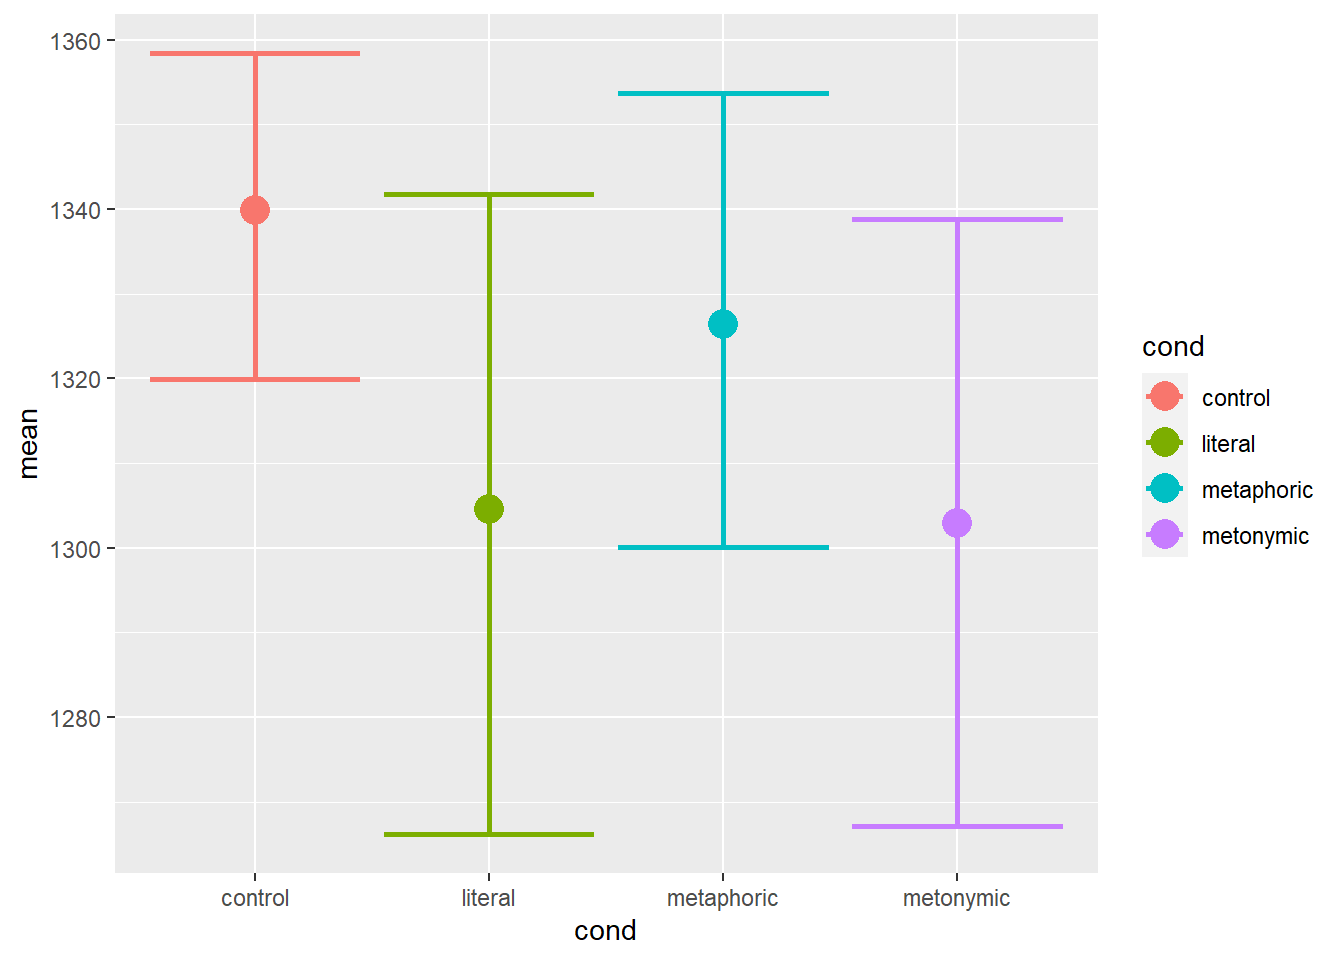 1360
1340
1320
1300
1280
mean
control
literal
metaphoric
metonymic
cond
cond
control
literal
metaphoric
metonymic